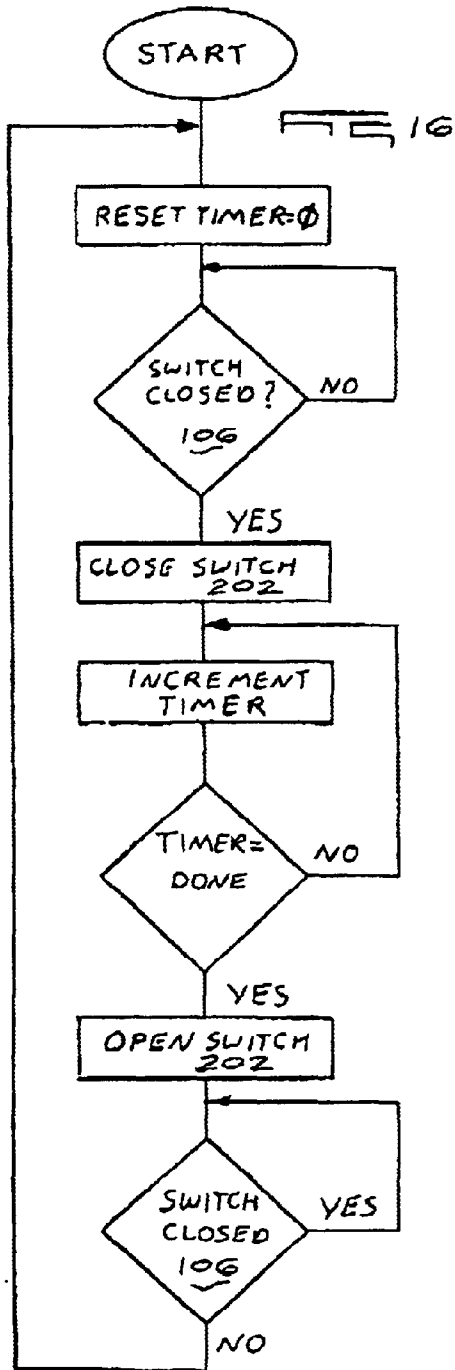 START
FIG 16
RESET TIMER=Ø
SWITCH
CLOSED?
106
NO
YES
CLOSE SWITCH
202
INCREMENT
TIMER
TIMER=
DONE
NO
YES
OPEN SWITCH
202
SWITCH
CLOSED
106
YES
NO